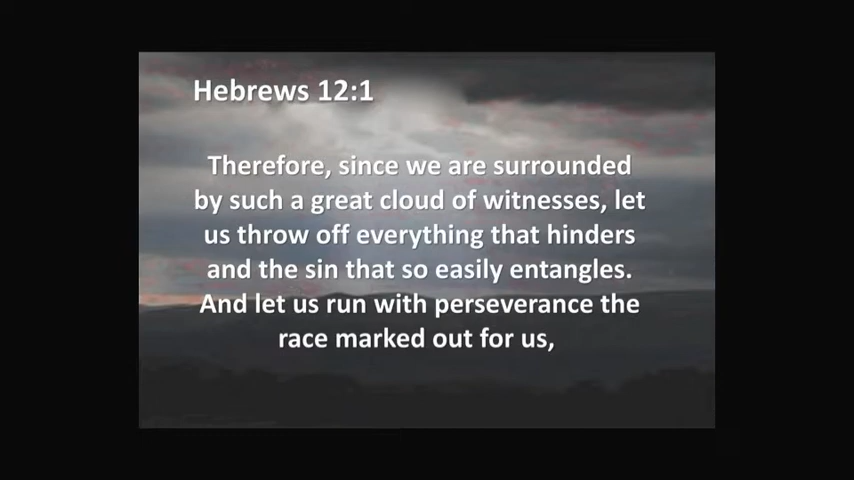 Hebrews 12:1
Therefore, since we are surrounded
by such a great cloud of witnesses, let
us throw off everything that hinders
and the sin that so easily entangles.
And let us run with perseverance the
race marked out for us,